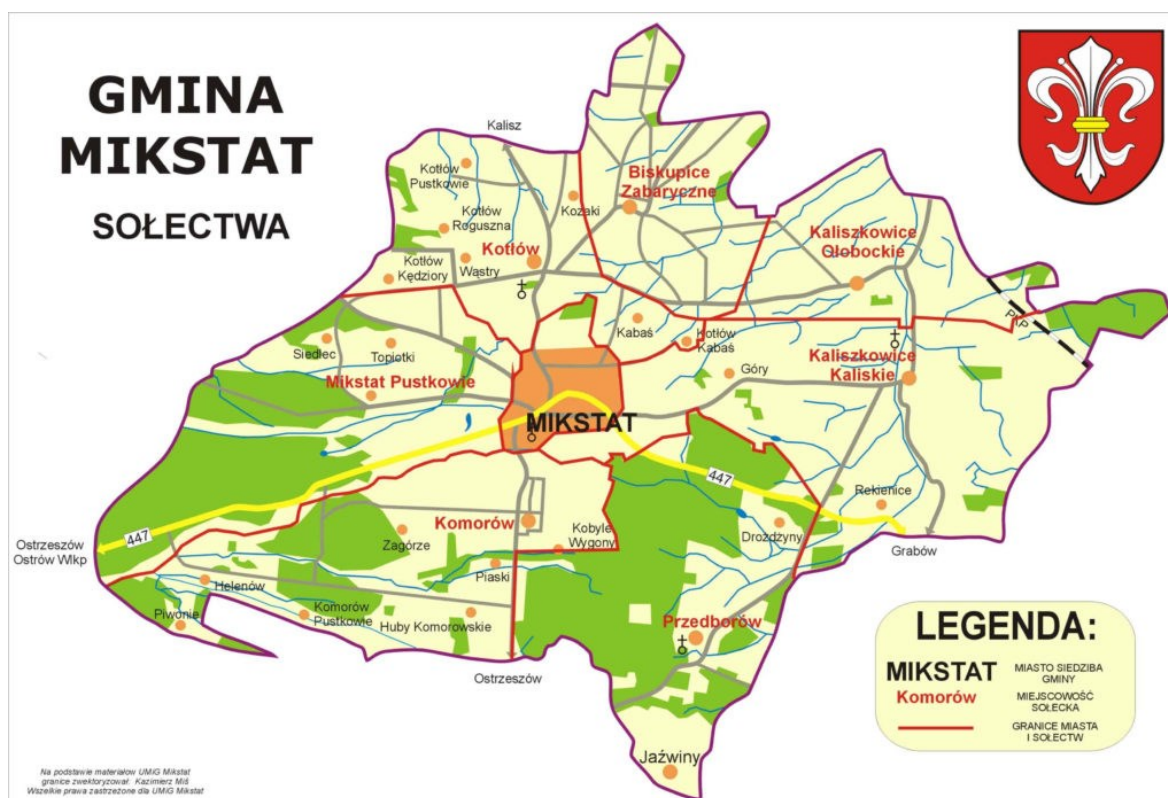 GMINA
MIKSTAT
SOŁECTWA
Kalisz
Kotłów
Pustkowie
Kotłów
Roguszna
Kozaki
Biskupice
Zabaryczne
Kotłów
Kotłów
Kędziory
Wąstry
Kaliszkowice
Ołobockie
PKP
Siedlec
Topiotki
Kabaś
Kotłów
Kabaś
Góry
Kaliszkowice
Kaliskie
Mikstat Pustkowie
MIKSTAT
447
Rekienice
Komorów
Zagórze
Kobyle
Wygony
Drożdżyny
Grabów
447
Ostrzeszów
Ostrów Wlkp
Piaski
Helenów
Piwonie
Komorów
Pustkowie
Huby Komorowskie
Przedborów
Ostrzeszów
Jaźwiny
LEGENDA:
MIKSTAT
MIASTO SIEDZIBA
GMINY
Komorów
MIEJSCOWOŚĆ
SOŁECKA
GRANICE MIASTA
I SOŁECTW
Na podstawie materiałów UMiG Mikstat
granice zwektoryzował: Kazimierz Miś
Wszelkie prawa zastrzeżone dla UMiG Mikstat